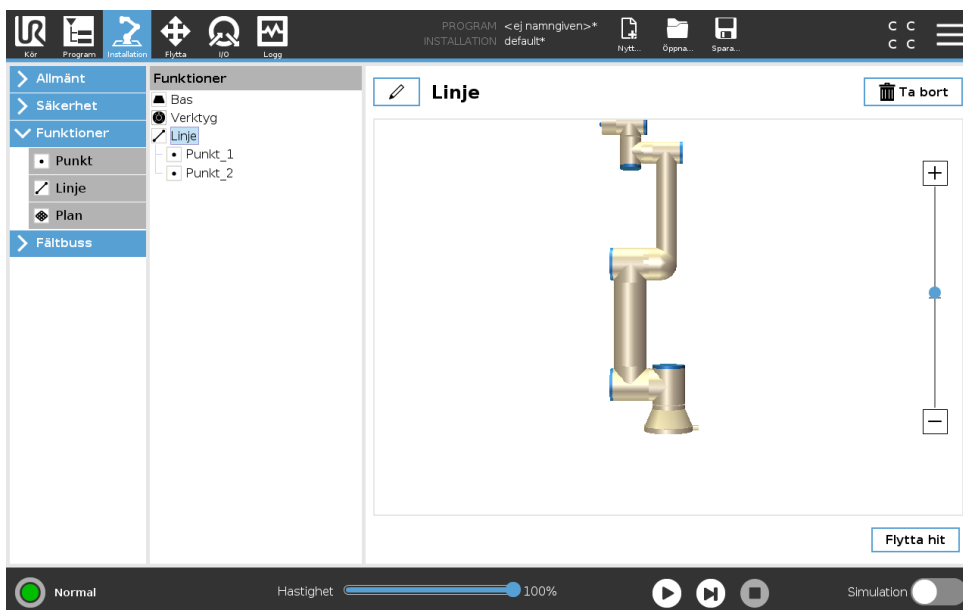 UR
PROGRAM <ej namngiven>*
INSTALLATION default*
Kör Program Installation Flytta I/O Logg
Nytt... Öppna... Spara...
C C
C C
Allmänt
Säkerhet
Funktioner
Punkt
Linje
Plan
Fältbuss
Funktioner
Bas
Verktyg
Linje
Punkt_1
Punkt_2
Linje
Ta bort
Flytta hit
Normal
Hastighet 100%
Simulation